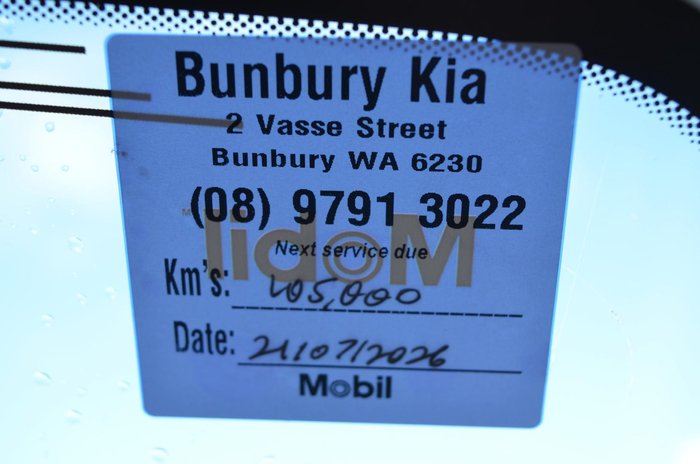 Bunbury Kia
2 Vasse Street
Bunbury WA 6230
(08) 9791 3022
Mobil
Next service due
Km's: 105,000
Date: 21/07/2026
Mobil